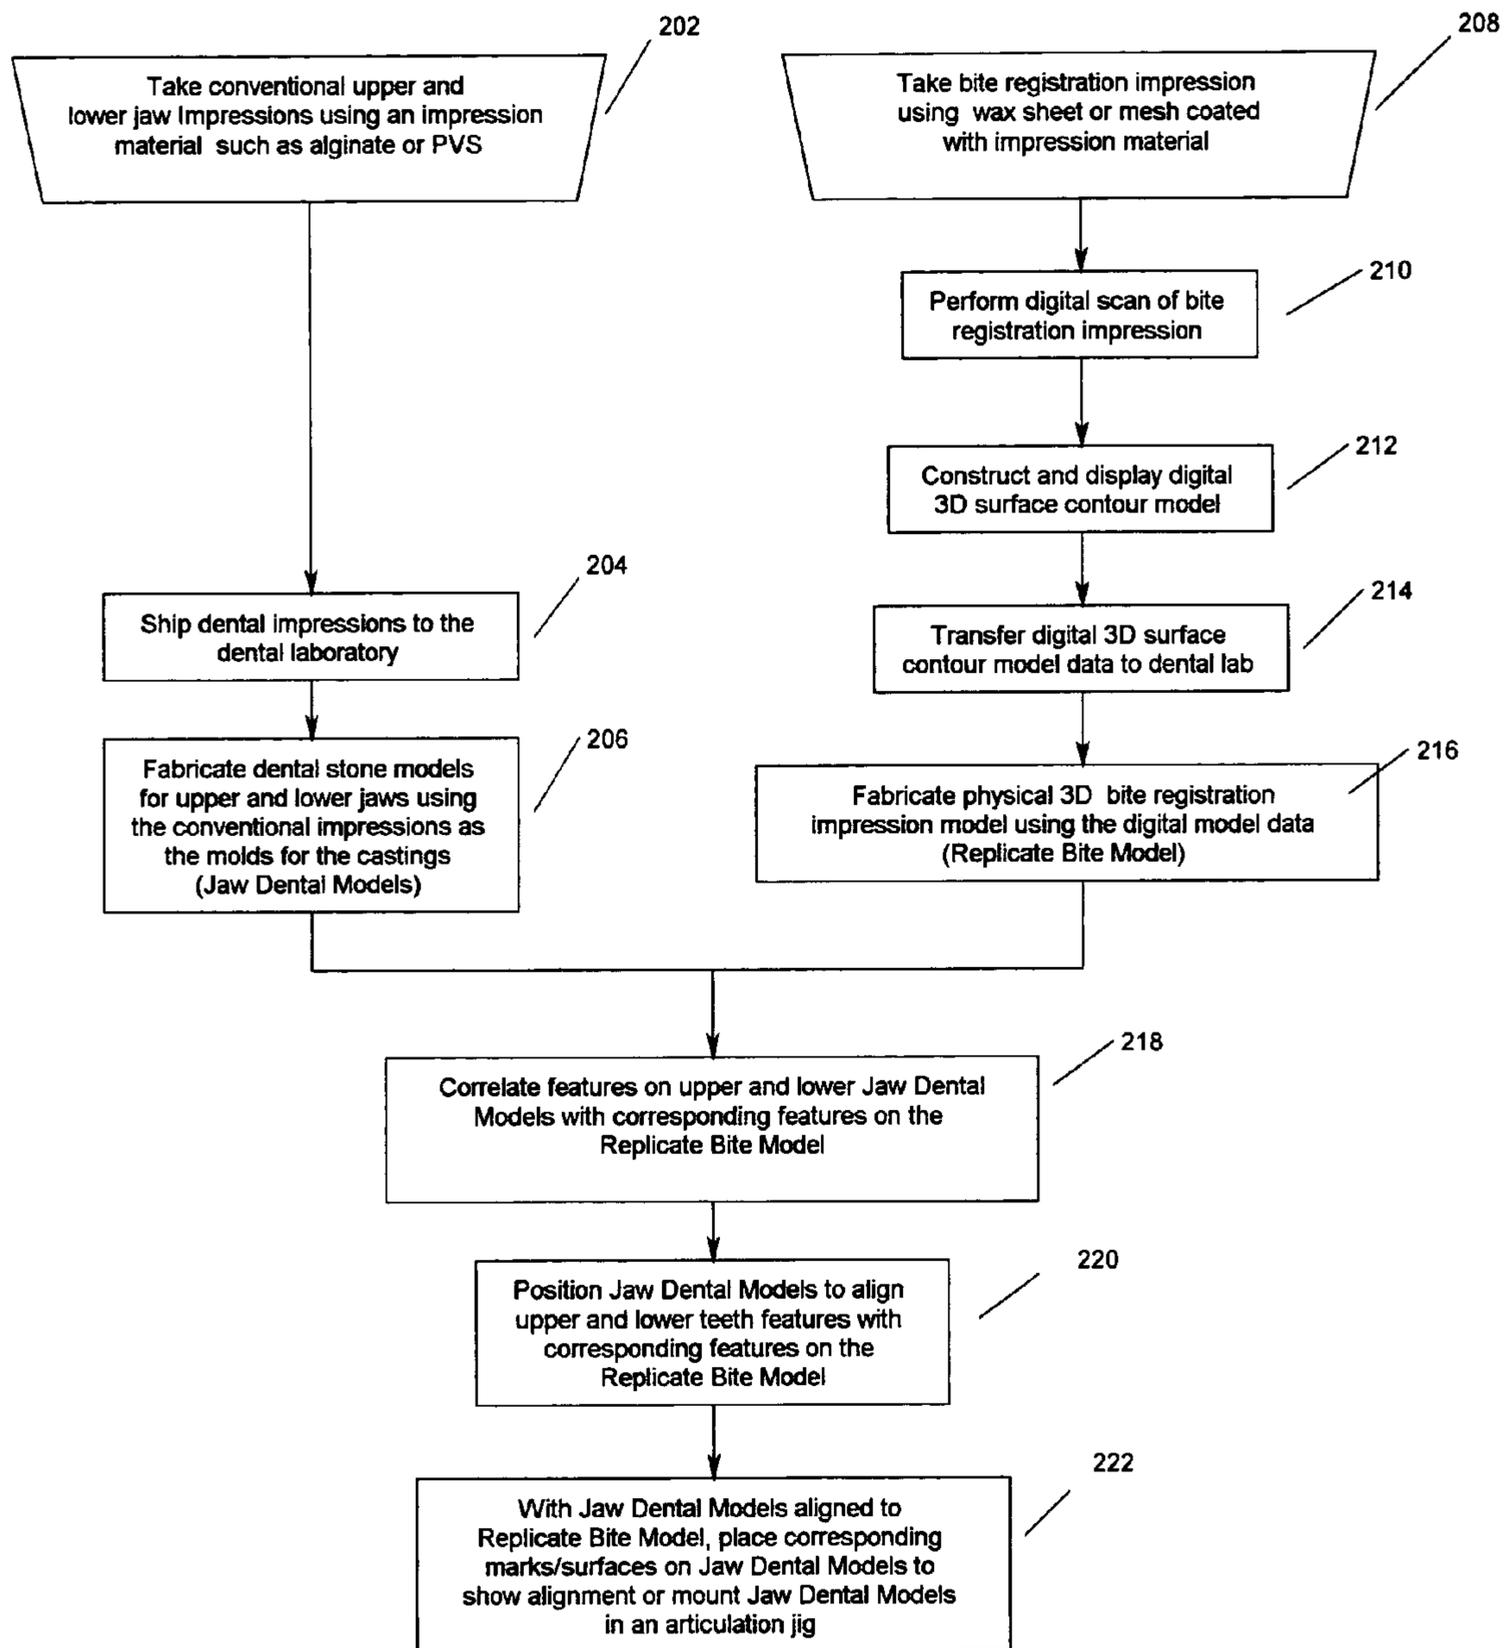 202
Take conventional upper and
lower jaw Impressions using an impression
material such as alginate or PVS
208
Take bite registration impression
using wax sheet or mesh coated
with impression material
210
Perform digital scan of bite
registration impression
212
Construct and display digital
3D surface contour model
204
Ship dental impressions to the
dental laboratory
214
Transfer digital 3D surface
contour model data to dental lab
206
Fabricate dental stone models
for upper and lower jaws using
the conventional impressions as
the molds for the castings
(Jaw Dental Models)
216
Fabricate physical 3D bite registration
impression model using the digital model data
(Replicate Bite Model)
218
Correlate features on upper and lower Jaw Dental
Models with corresponding features on the
Replicate Bite Model
220
Position Jaw Dental Models to align
upper and lower teeth features with
corresponding features on the
Replicate Bite Model
222
With Jaw Dental Models aligned to
Replicate Bite Model, place corresponding
marks/surfaces on Jaw Dental Models to
show alignment or mount Jaw Dental Models
in an articulation jig